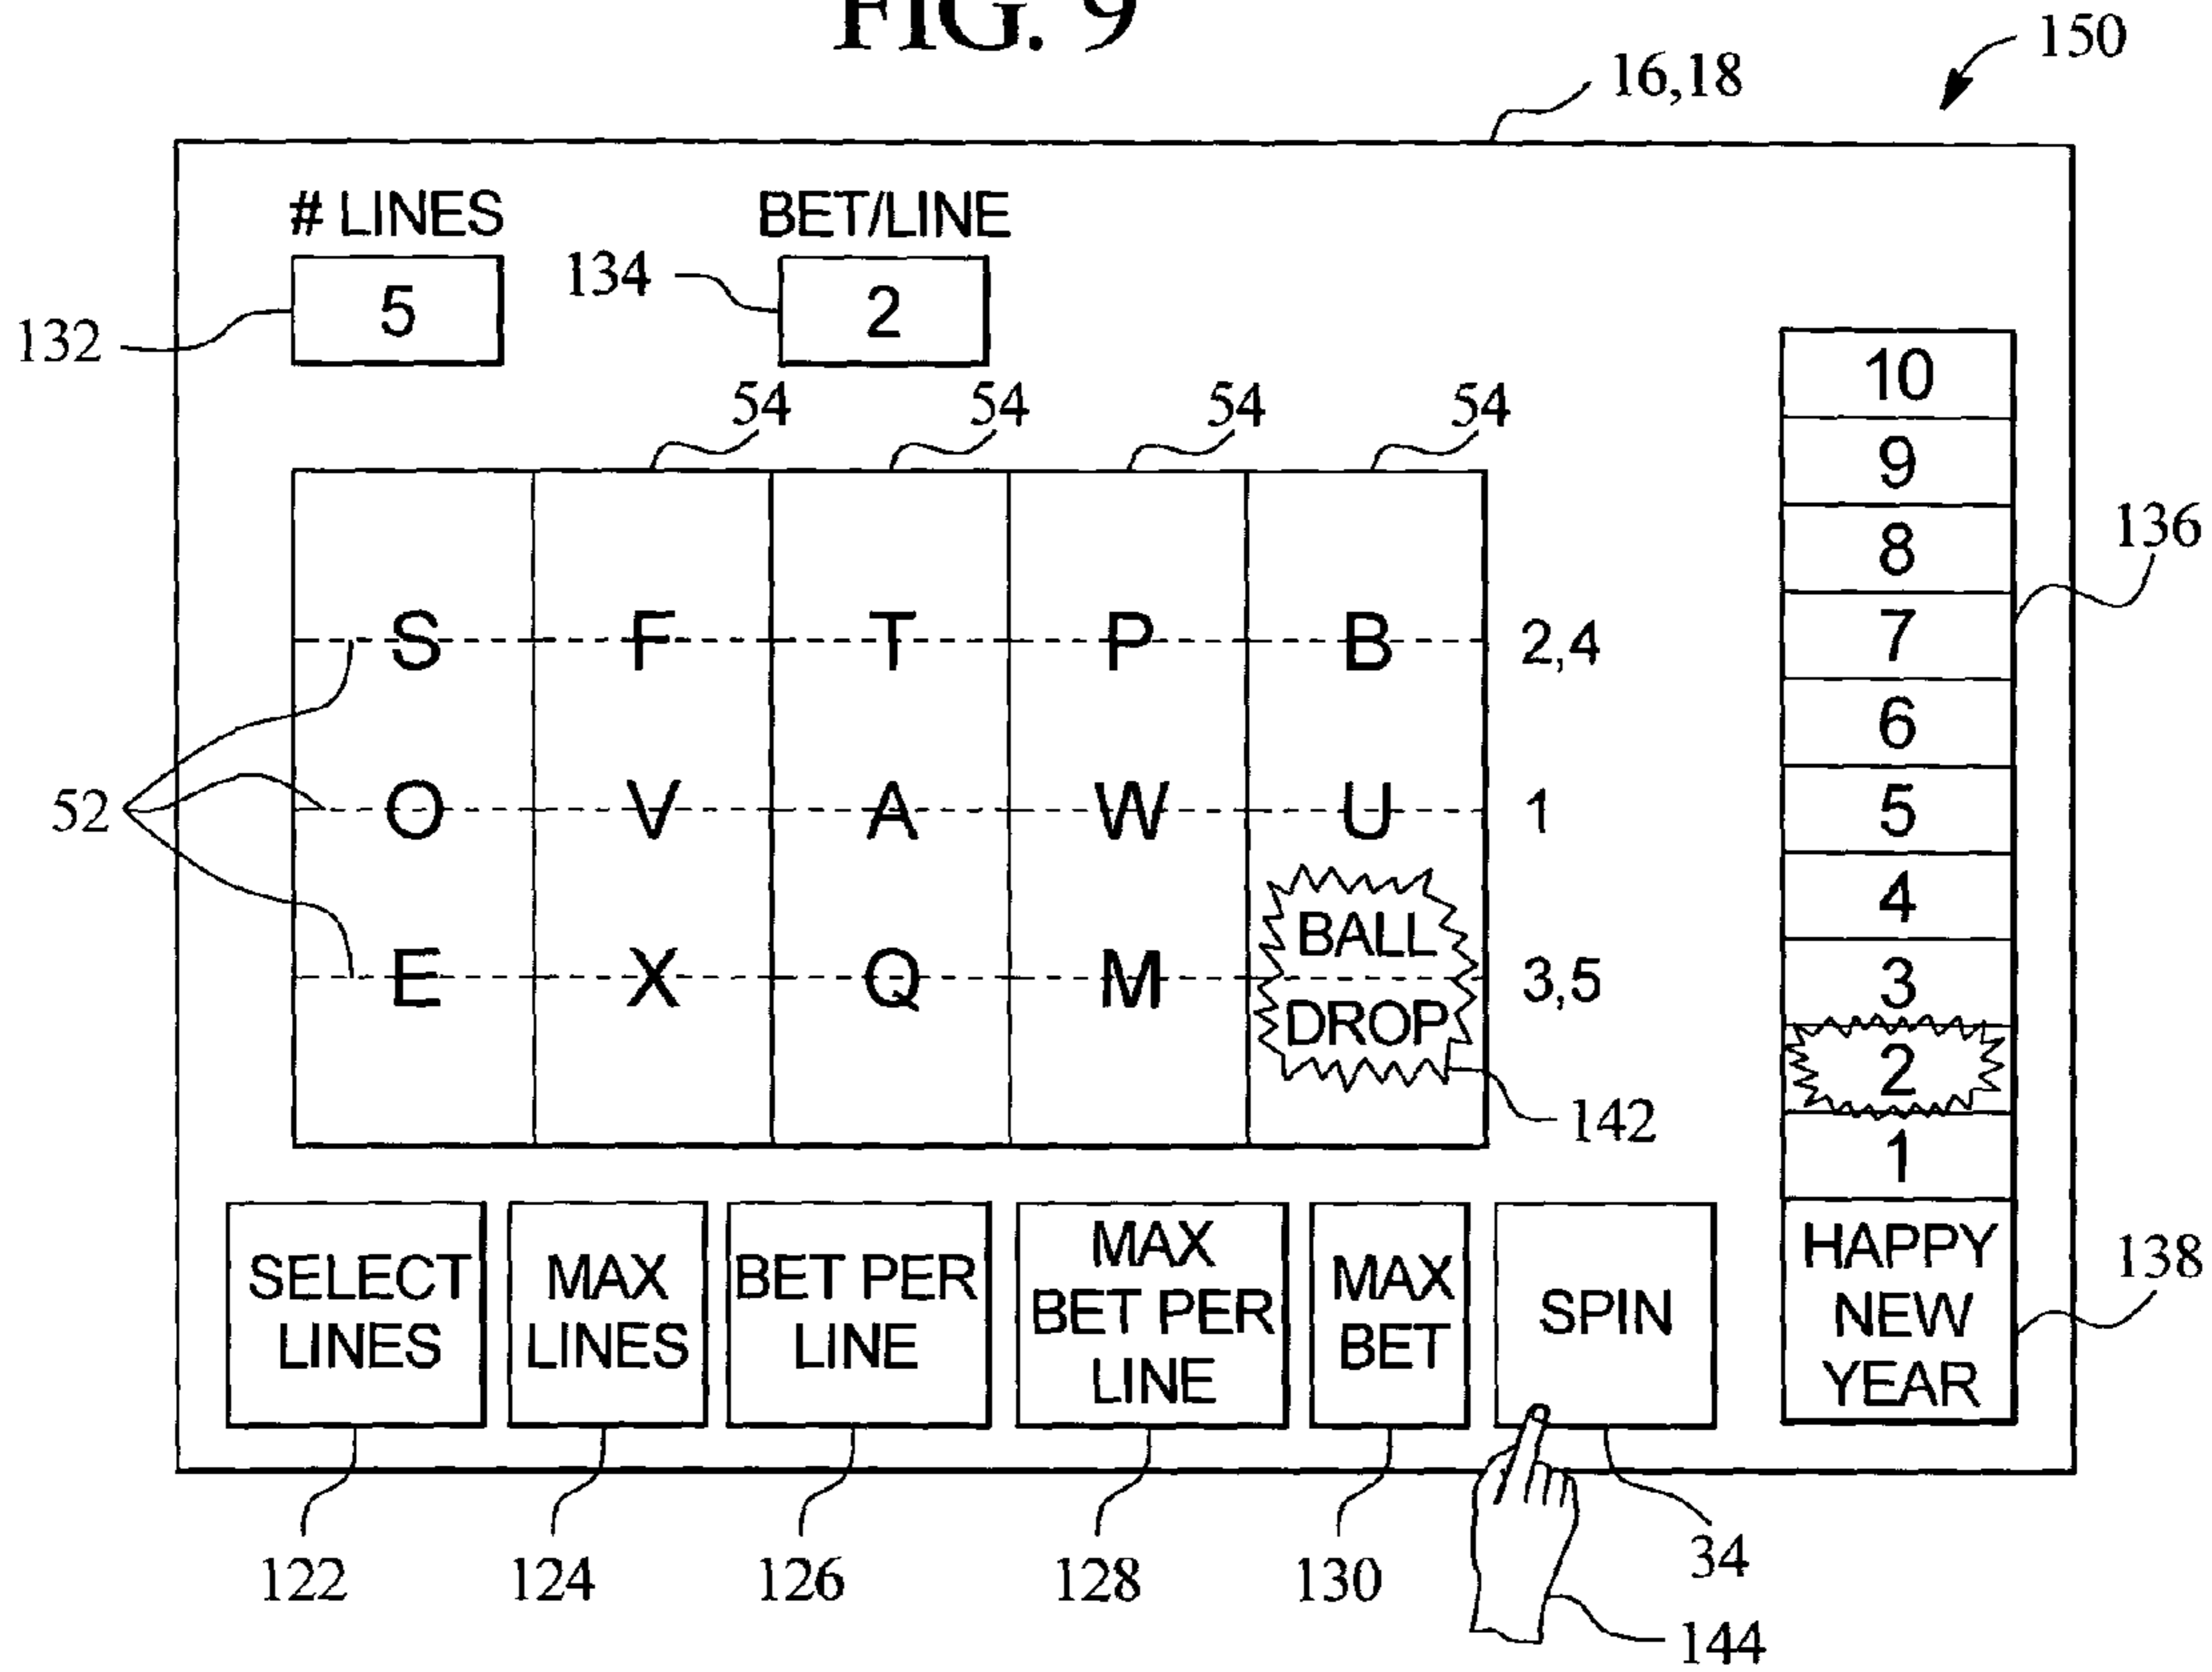 FIG. 9
150
16,18
# LINES
BET/LINE
132
5
134
2
54 54 54 54
S F T P B 2,4
52
O V A W U 1
E X Q M BALL DROP 3,5
142
10
9
8
7
6
5
4
3
2
1
HAPPY
NEW
YEAR
136
138
SELECT
LINES
MAX
LINES
BET PER
LINE
MAX
BET PER
LINE
MAX
BET
SPIN
122 124 126 128 130 34
144